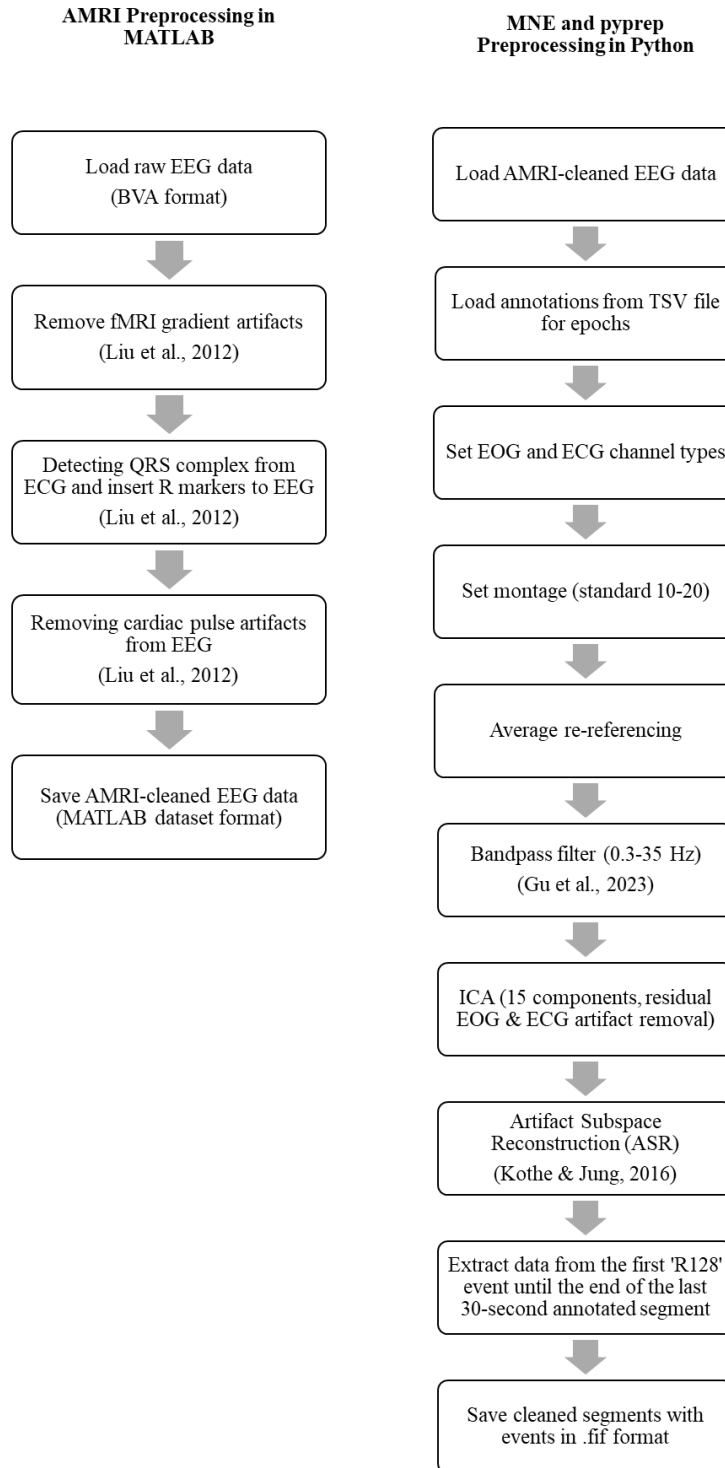 AMRI Preprocessing in
MATLAB
Load raw EEG data
(BVA format)
Remove fMRI gradient artifacts
(Liu et al., 2012)
Detecting QRS complex from
ECG and insert R markers to EEG
(Liu et al., 2012)
Removing cardiac pulse artifacts
from EEG
(Liu et al., 2012)
Save AMRI-cleaned EEG data
(MATLAB dataset format)
MNE and pyprep
Preprocessing in Python
Load AMRI-cleaned EEG data
Load annotations from TSV file
for epochs
Set EOG and ECG channel types
Set montage (standard 10-20)
Average re-referencing
Bandpass filter (0.3-35 Hz)
(Gu et al., 2023)
ICA (15 components, residual
EOG & ECG artifact removal)
Artifact Subspace
Reconstruction (ASR)
(Kothe & Jung, 2016)
Extract data from the first 'R128'
event until the end of the last
30-second annotated segment
Save cleaned segments with
events in .fif format